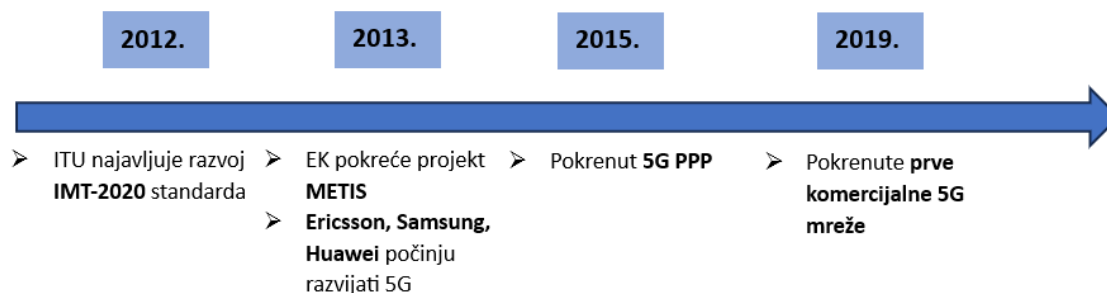 2012.
2013.
2015.
2019.
➢ ITU najavljuje razvoj
IMT-2020 standarda
➢ EK pokreće projekt
METIS
➢ Ericsson, Samsung,
Huawei počinju
razvijati 5G
➢ Pokrenut 5G PPP
➢ Pokrenute prve
komercijalne 5G
mreže